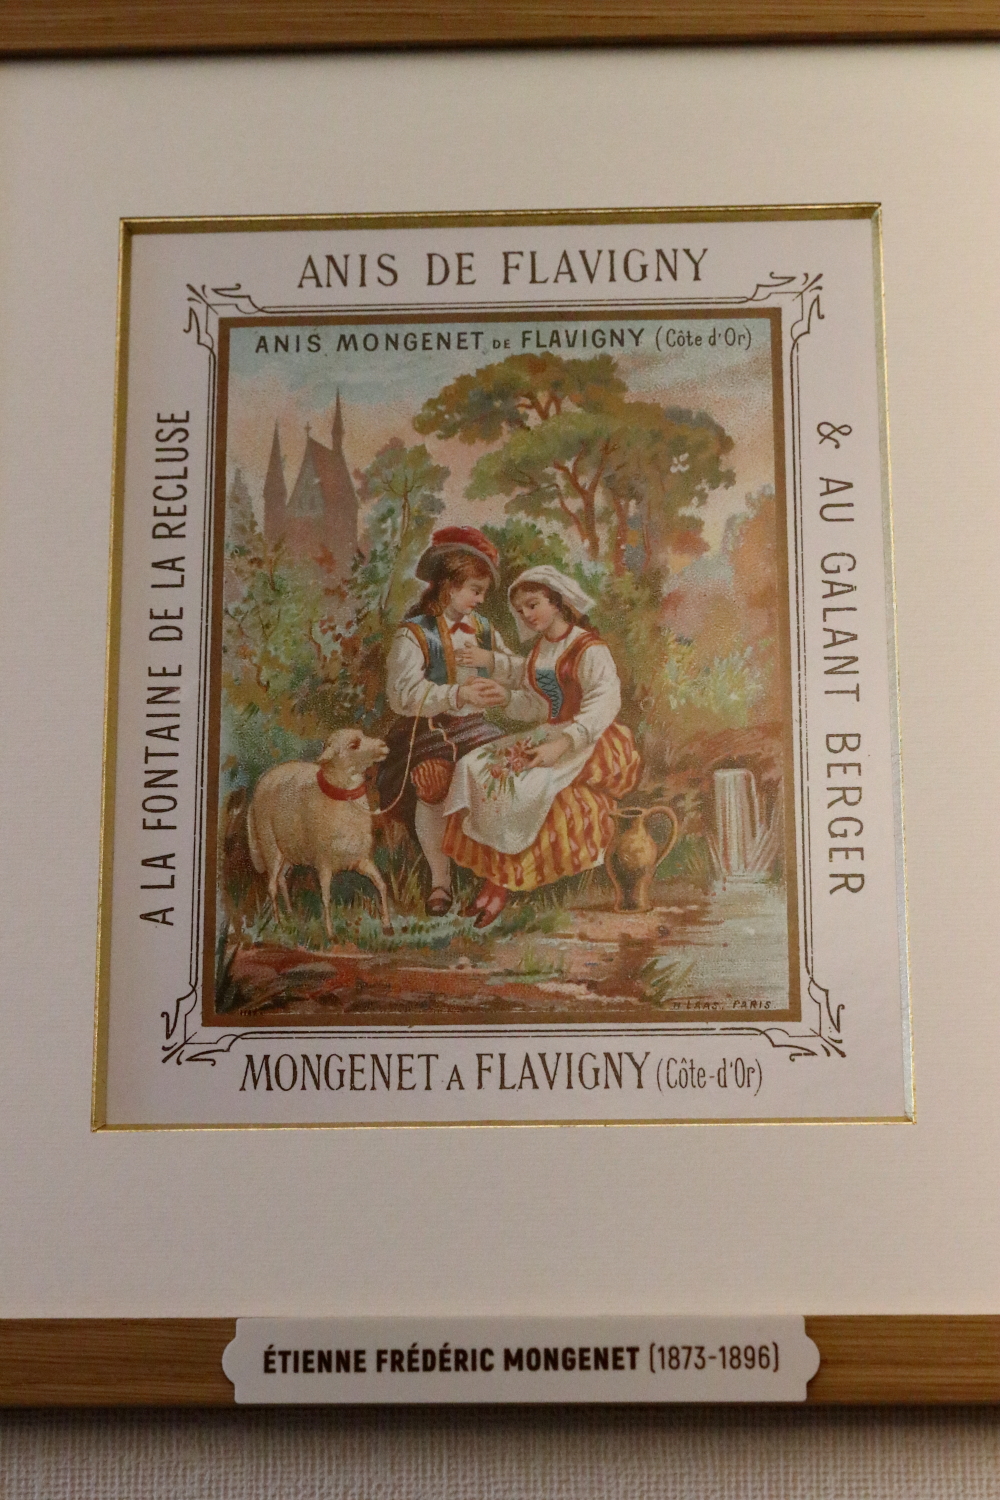 ANIS DE FLAVIGNY
ANIS MONGENET DE FLAVIGNY (Côte d'Or)
A LA FONTAINE DE LA RECLUSE
& AU GALANT BERGER
PARIS
MONGENET A FLAVIGNY (Côte-d'Or)
ÉTIENNE FRÉDÉRIC MONGENET (1873-1896)